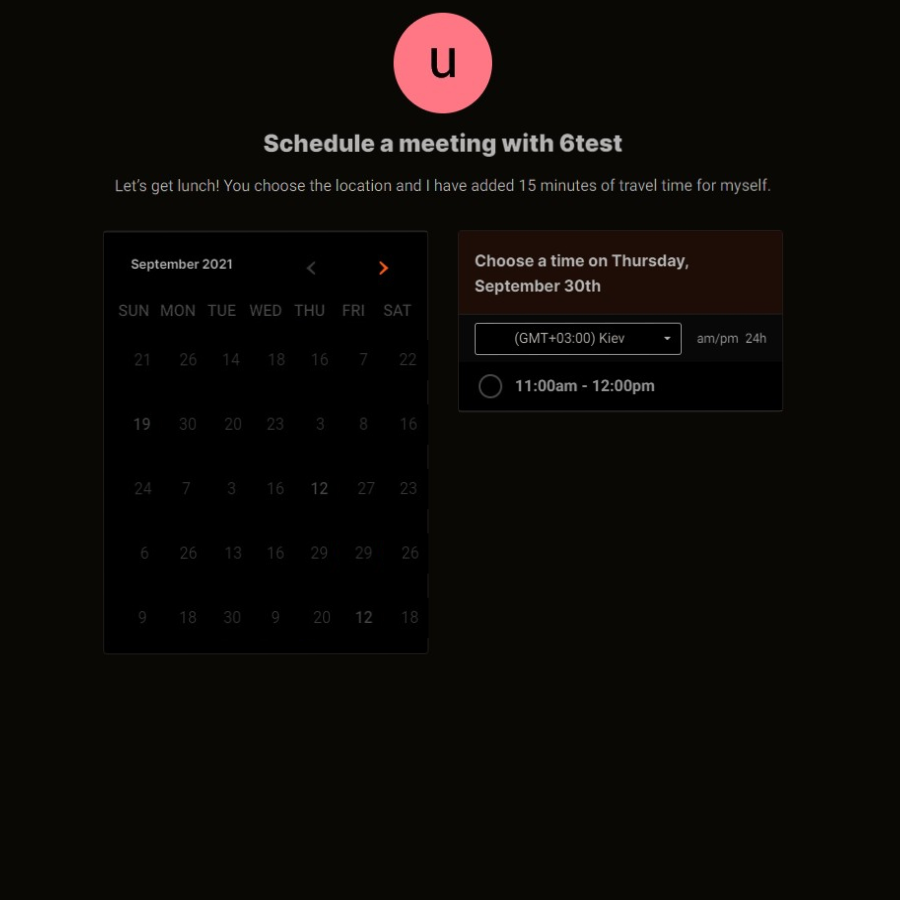 u
Schedule a meeting with 6test
Let's get lunch! You choose the location and I have added 15 minutes of travel time for myself.
September 2021
SUN MON TUE WED THU FRI SAT
21 26 14 18 16 7 22
19 30 20 23 3 8 16
24 7 3 16 12 27 23
6 26 13 16 29 29 26
9 18 30 9 20 12 18
Choose a time on Thursday,
September 30th
(GMT+03:00) Kiev am/pm 24h
11:00am - 12:00pm